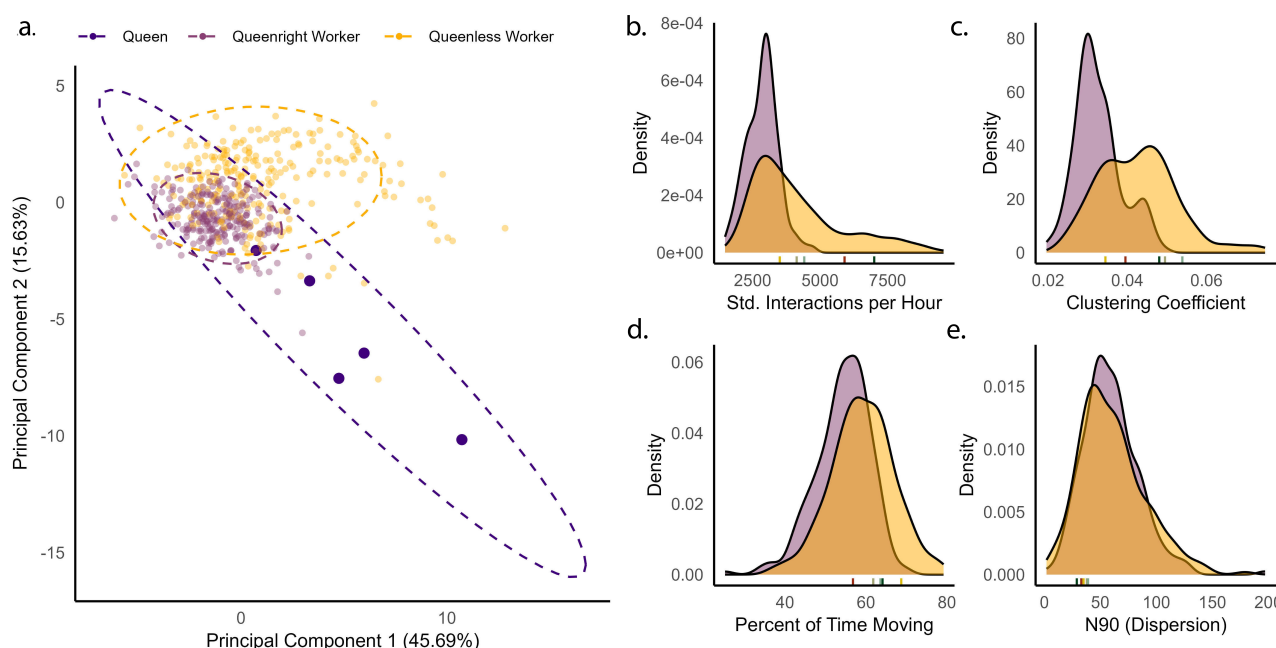 a.
Queen
Queenright Worker
Queenless Worker
5
0
-5
-10
-15
Principal Component 2 (15.63%)
0
10
Principal Component 1 (45.69%)
b.
8e-04
6e-04
4e-04
2e-04
0e+00
Density
2500
5000
7500
Std. Interactions per Hour
c.
80
60
40
20
0
Density
0.02
0.04
0.06
Clustering Coefficient
d.
0.06
0.04
0.02
0.00
Density
40
60
80
Percent of Time Moving
e.
0.015
0.010
0.005
0.000
Density
0
50
100
150
200
N90 (Dispersion)